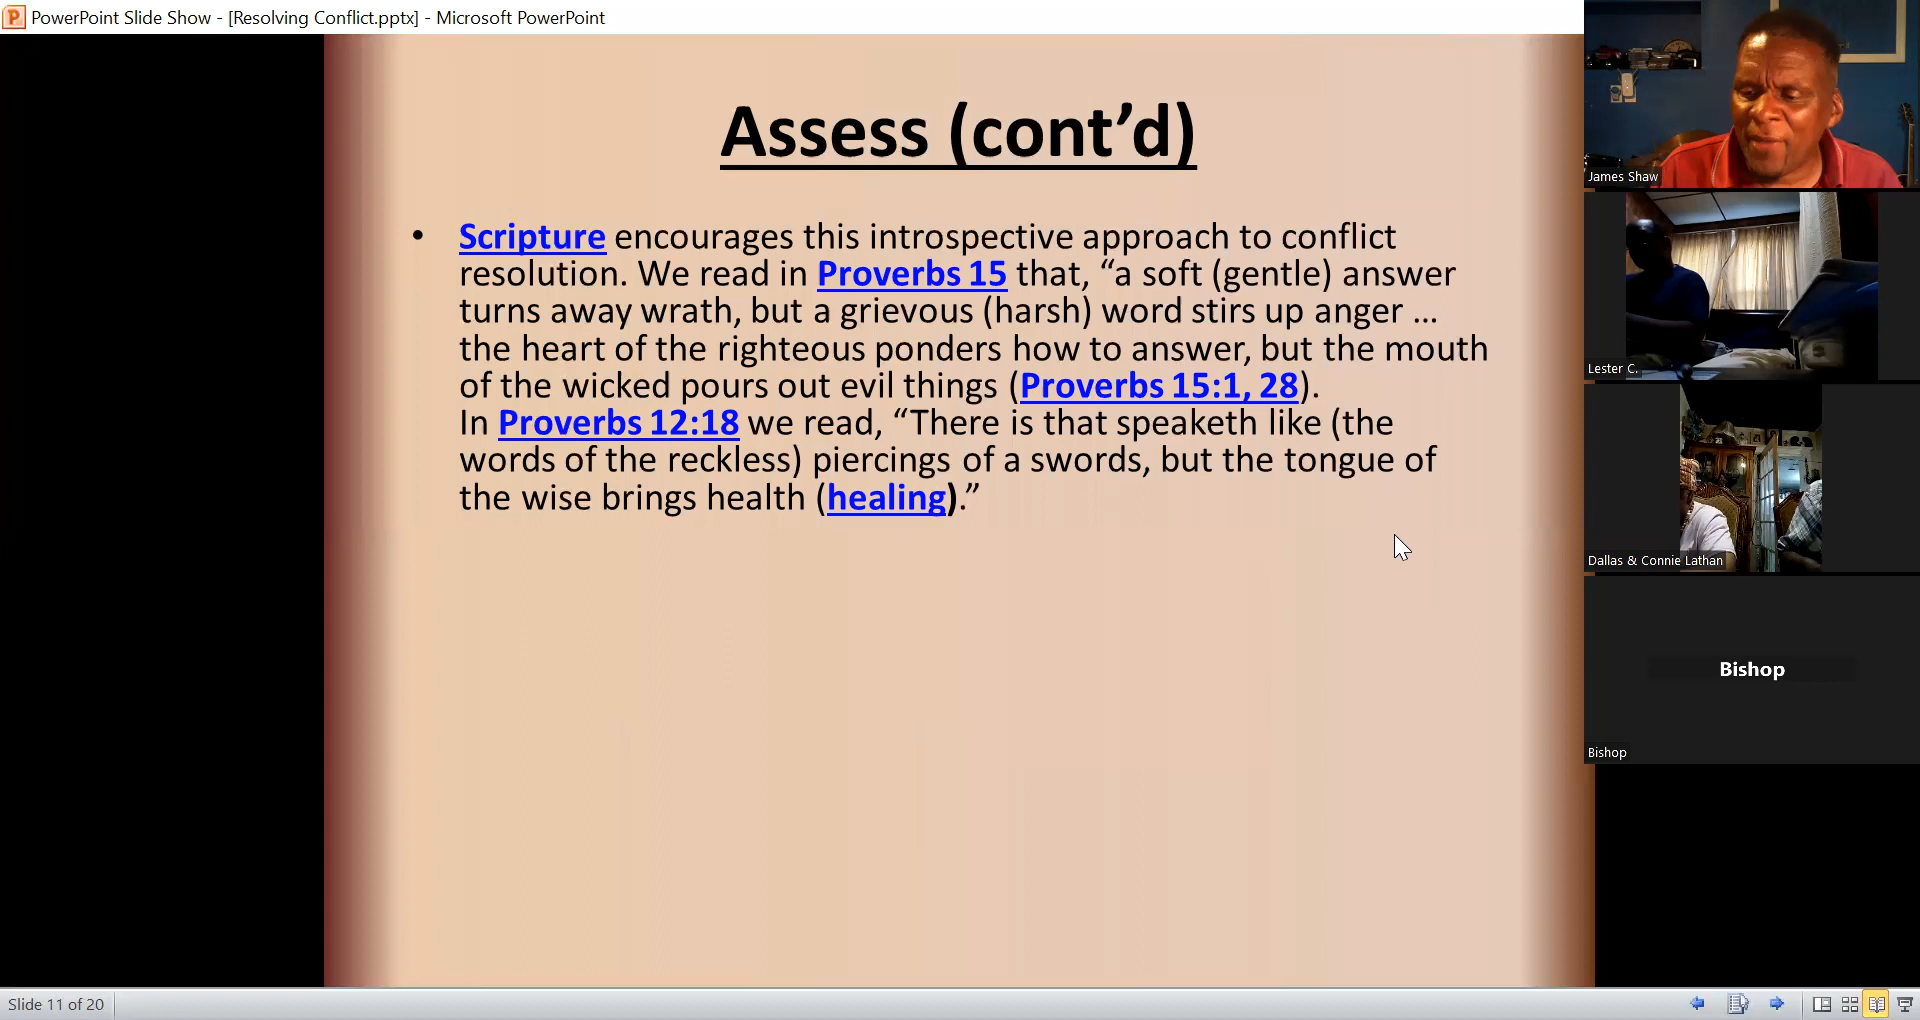 PowerPoint Slide Show - [Resolving Conflict.pptx] - Microsoft PowerPoint
Assess (cont’d)
• Scripture encourages this introspective approach to conflict
resolution. We read in Proverbs 15 that, “a soft (gentle) answer
turns away wrath, but a grievous (harsh) word stirs up anger …
the heart of the righteous ponders how to answer, but the mouth
of the wicked pours out evil things (Proverbs 15:1, 28).
In Proverbs 12:18 we read, “There is that speaketh like (the
words of the reckless) piercings of a swords, but the tongue of
the wise brings health (healing).”
James Shaw
Lester C.
Dallas & Connie Lathan
Bishop
Bishop
Slide 11 of 20